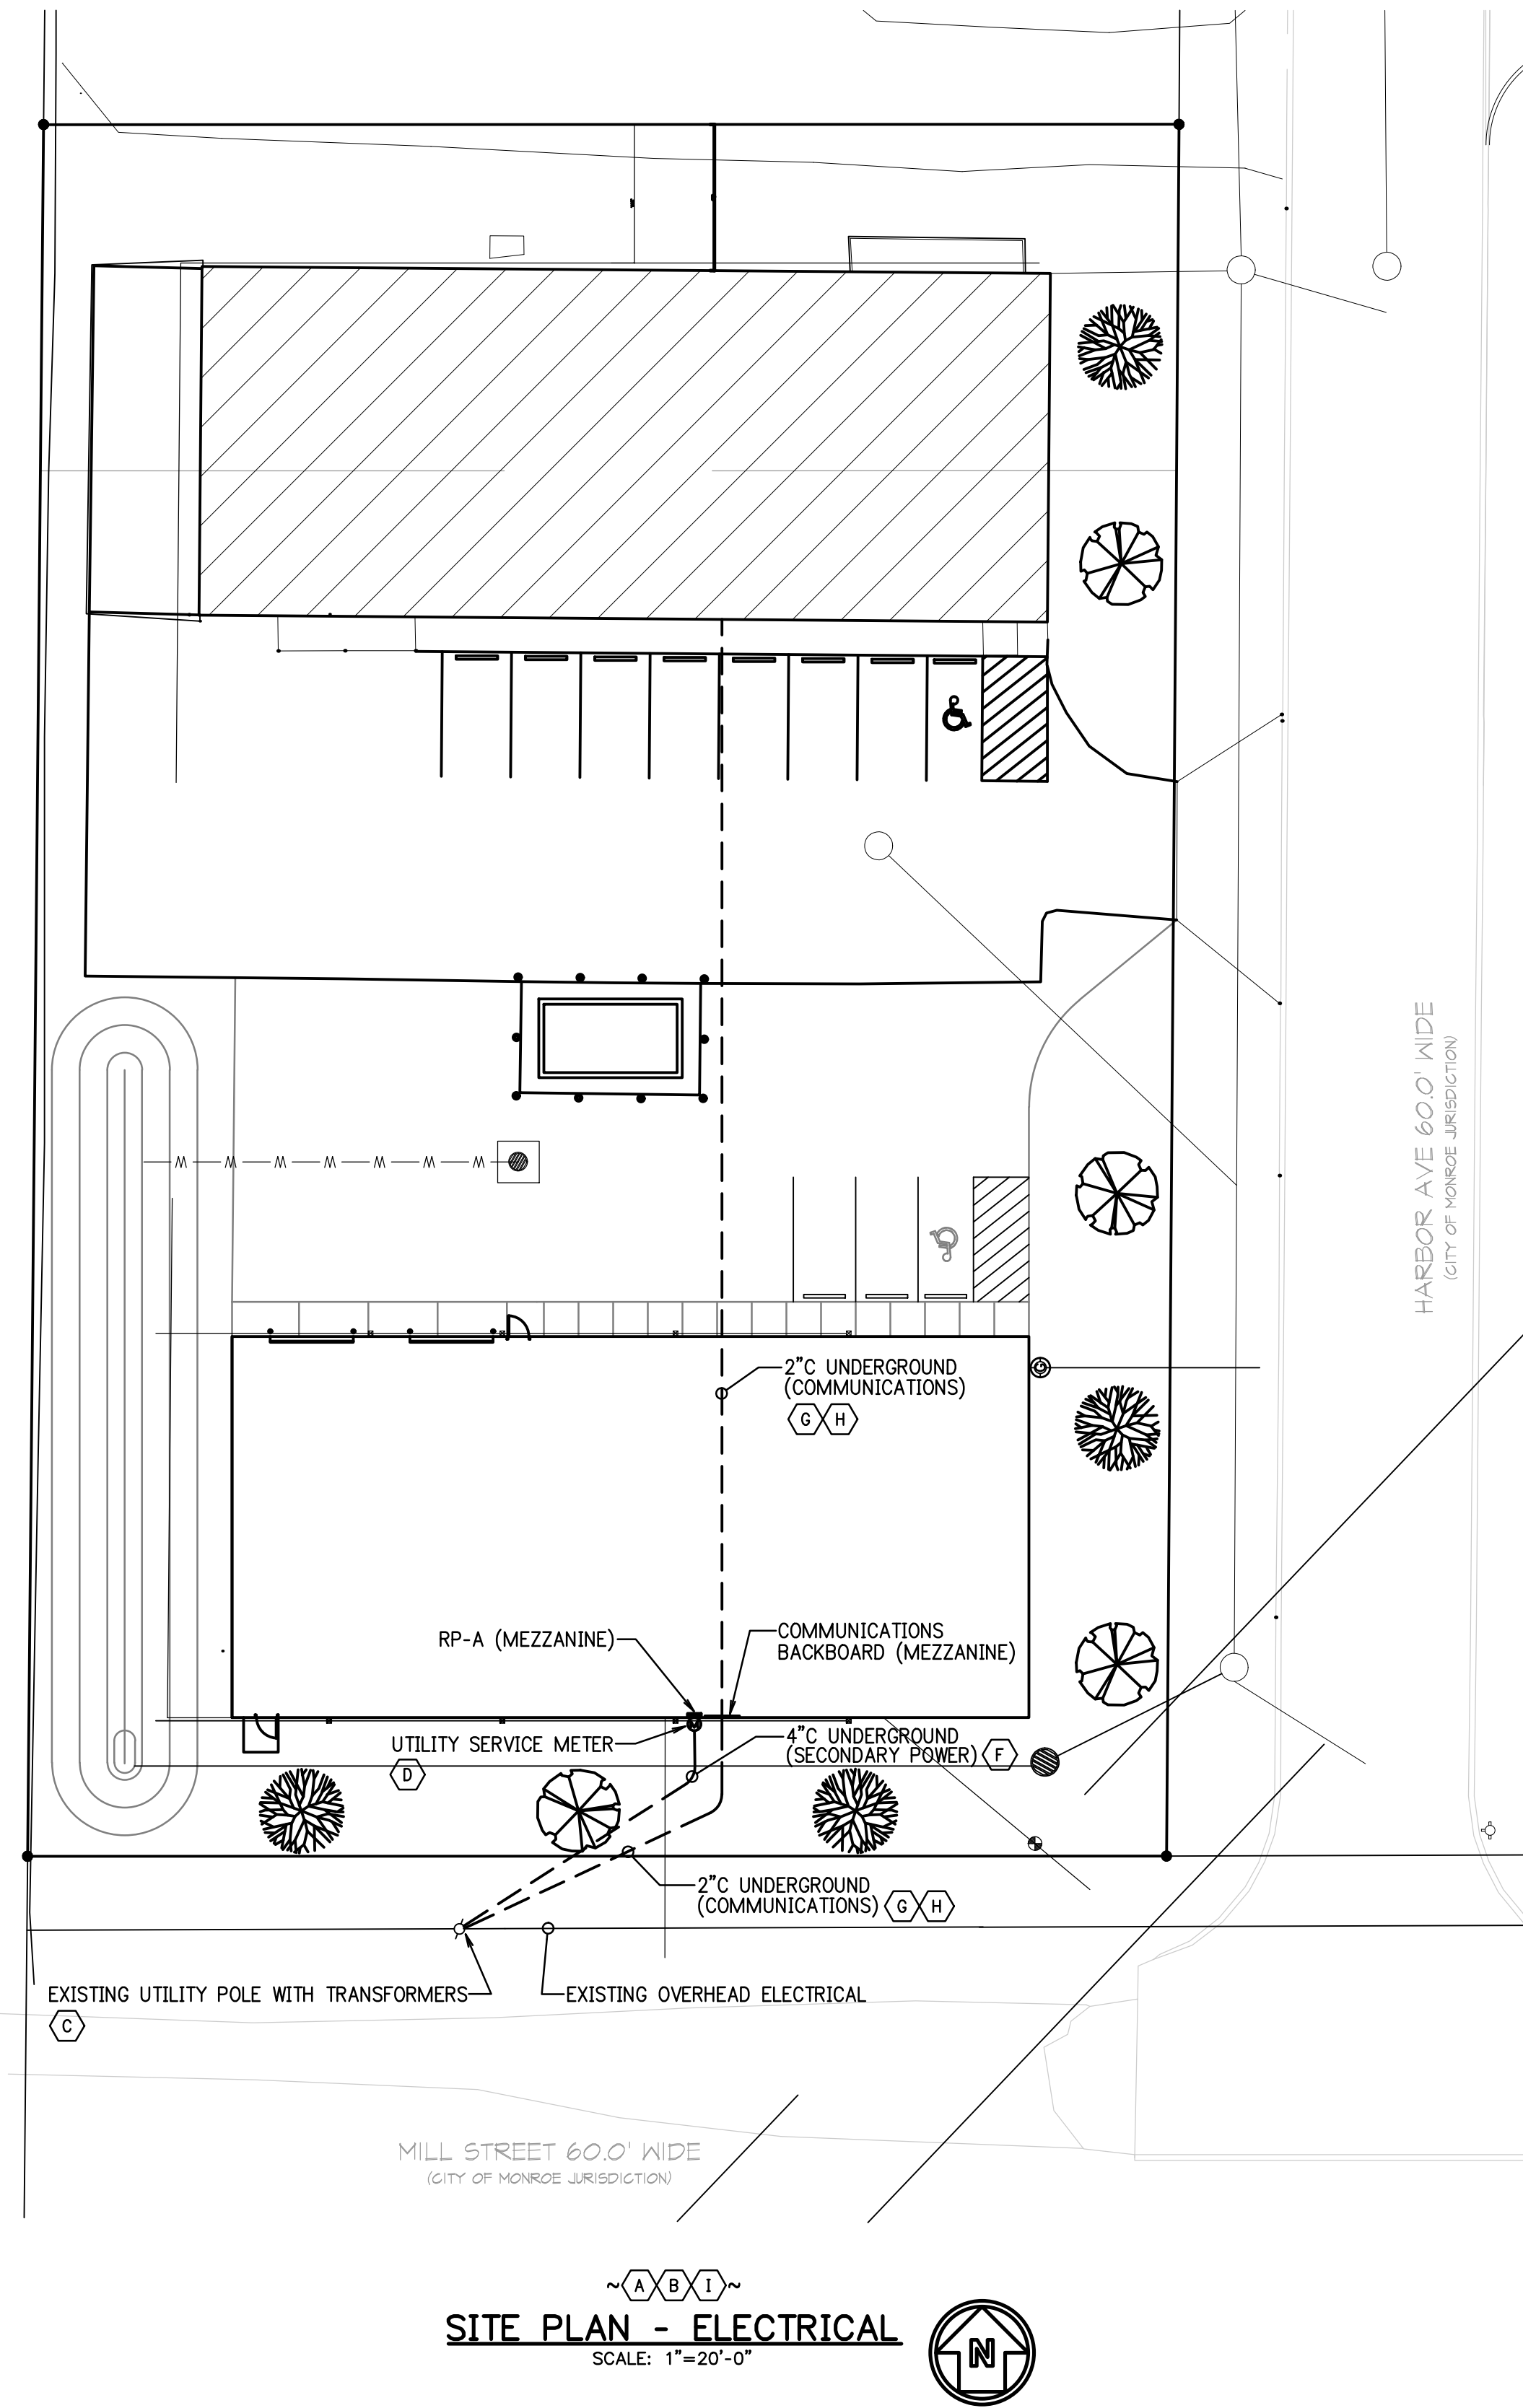 HARBOR AVE 60.0' WIDE
(CITY OF MONROE JURISDICTION)
2"C UNDERGROUND
(COMMUNICATIONS)
G H
G
RP-A (MEZZANINE)
COMMUNICATIONS
BACKBOARD (MEZZANINE)
M
UTILITY SERVICE METER
D
4"C UNDERGROUND
(SECONDARY POWER) F
2"C UNDERGROUND
(COMMUNICATIONS) G H
EXISTING UTILITY POLE WITH TRANSFORMERS
C
EXISTING OVERHEAD ELECTRICAL
MILL STREET 60.0' WIDE
(CITY OF MONROE JURISDICTION)
~ A B I ~
SITE PLAN - ELECTRICAL
SCALE: 1"=20'-0"
N